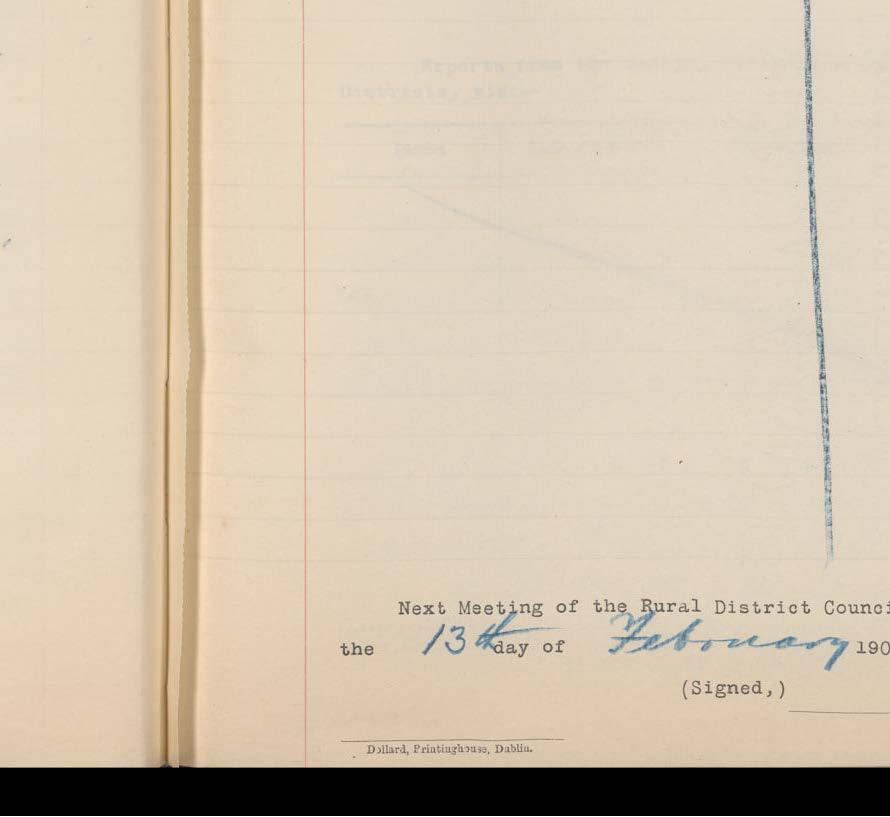 Next Meeting of the Rural District Counci
the 13th day of February 190
(Signed,)
Dollard, Printinghouse, Dublin.